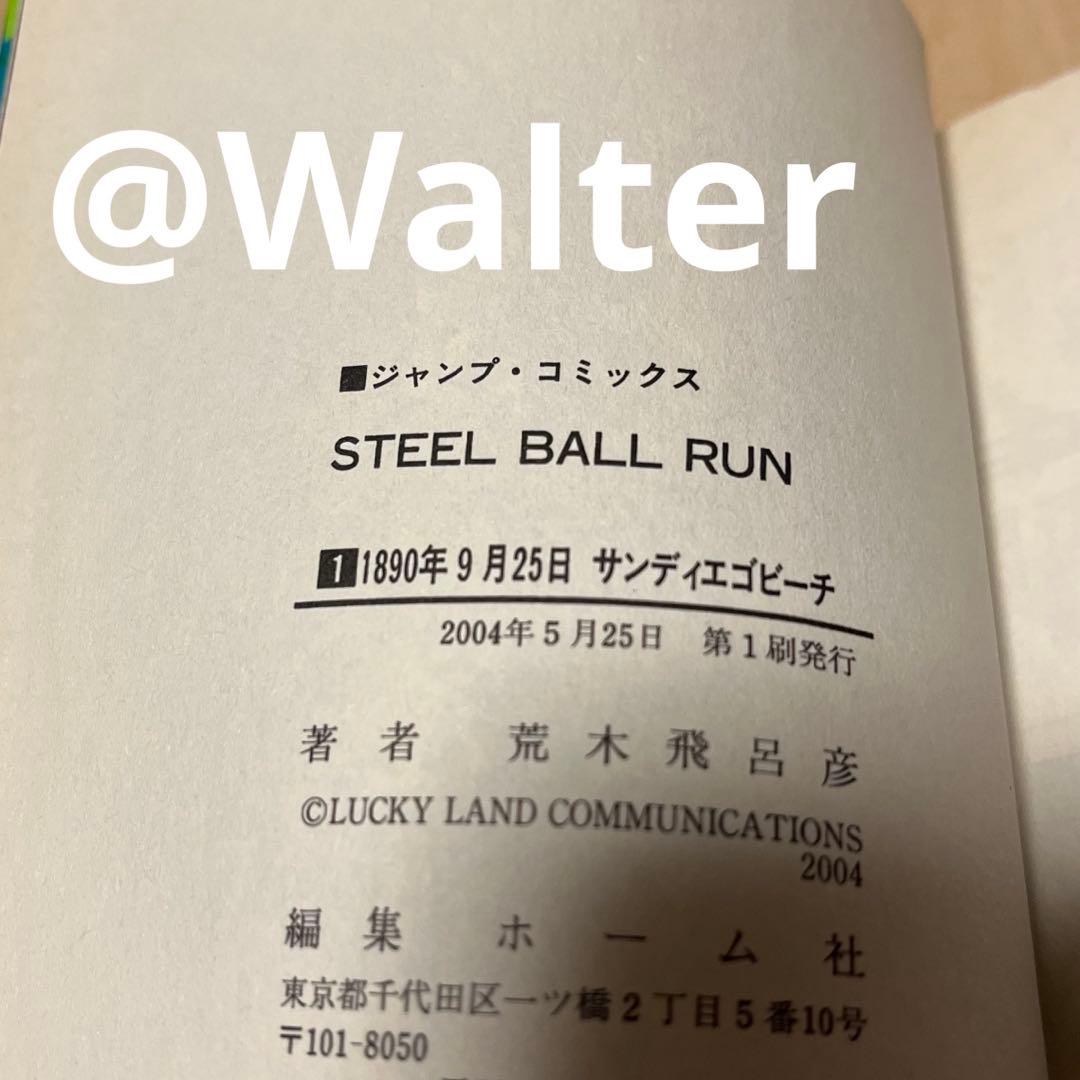 @Walter
■ジャンプ・コミックス
STEEL BALL RUN
1 1890年9月25日 サンディエゴビーチ
2004年5月25日 第1刷発行
著者 荒木飛呂彦
©LUCKY LAND COMMUNICATIONS
2004
編集 ホーム社
東京都千代田区一ツ橋2丁目5番10号
〒101-8050